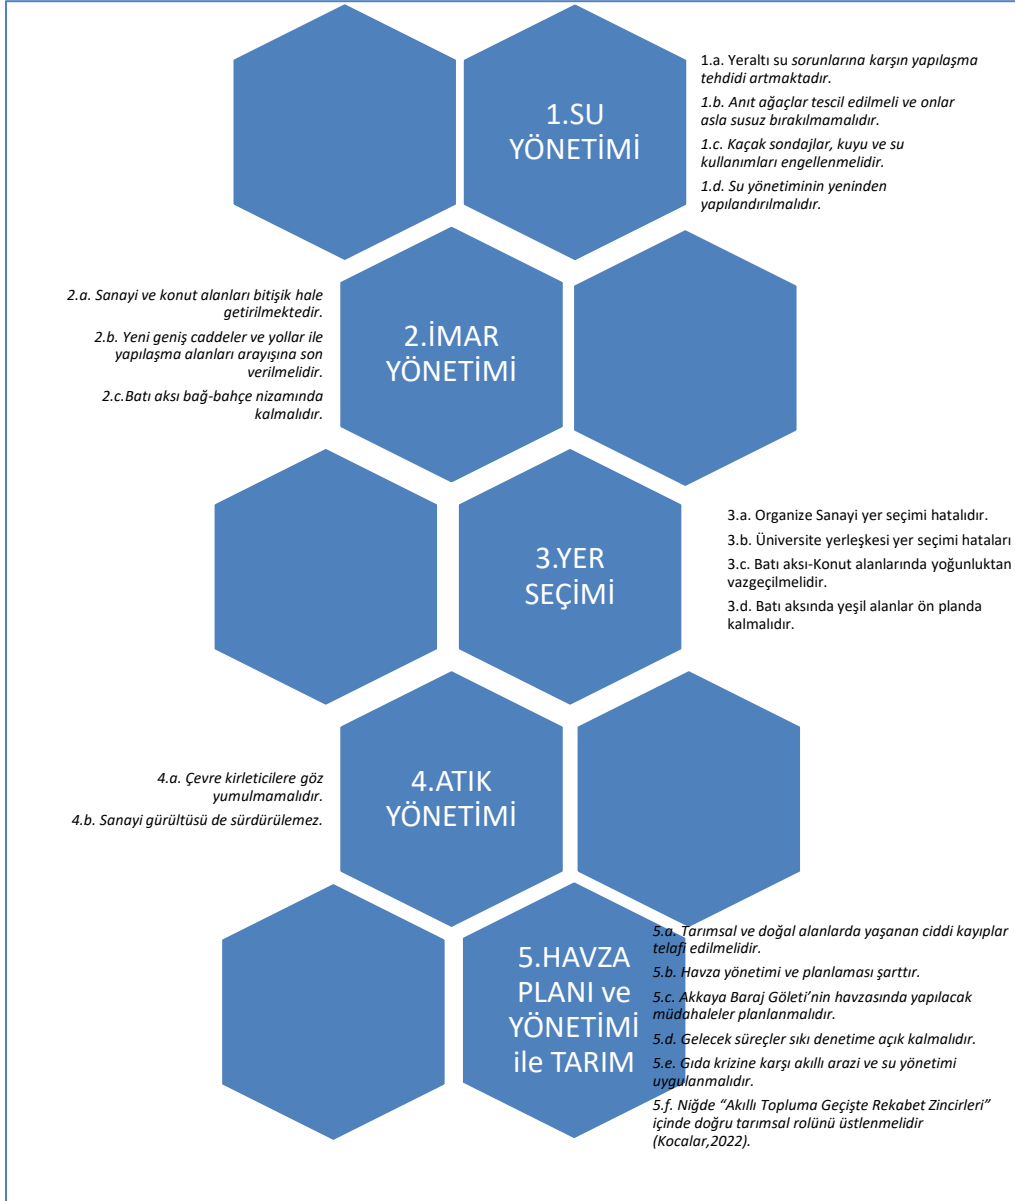 1.SU
YÖNETİMİ
1.a. Yeraltı su sorunlarına karşın yapılaşma
tehdidi artmaktadır.
1.b. Anıt ağaçlar tescil edilmeli ve onlar
asla susuz bırakılmamalıdır.
1.c. Kaçak sondajlar, kuyu ve su
kullanımları engellenmelidir.
1.d. Su yönetiminin yeninden
yapılandırılmalıdır.
2.a. Sanayi ve konut alanları bitişik hale
getirilmektedir.
2.b. Yeni geniş caddeler ve yollar ile
yapılaşma alanları arayışına son
verilmelidir.
2.c.Batı aksı bağ-bahçe nizamında
kalmalıdır.
2.İMAR
YÖNETİMİ
3.YER
SEÇİMİ
3.a. Organize Sanayi yer seçimi hatalıdır.
3.b. Üniversite yerleşkesi yer seçimi hataları
3.c. Batı aksı-Konut alanlarında yoğunluktan
vazgeçilmelidir.
3.d. Batı aksında yeşil alanlar ön planda
kalmalıdır.
4.a. Çevre kirleticilere göz
yumulmamalıdır.
4.b. Sanayi gürültüsü de sürdürülemez.
4.ATIK
YÖNETİMİ
5.HAVZA
PLANI ve
YÖNETİMİ
ile TARIM
5.a. Tarımsal ve doğal alanlarda yaşanan ciddi kayıplar
telafi edilmelidir.
5.b. Havza yönetimi ve planlaması şarttır.
5.c. Akkaya Baraj Göleti’nin havzasında yapılacak
müdahaleler planlanmalıdır.
5.d. Gelecek süreçler sıkı denetime açık kalmalıdır.
5.e. Gıda krizine karşı akıllı arazi ve su yönetimi
uygulanmalıdır.
5.f. Niğde “Akıllı Topluma Geçişte Rekabet Zincirleri”
içinde doğru tarımsal rolünü üstlenmelidir
(Kocalar,2022).